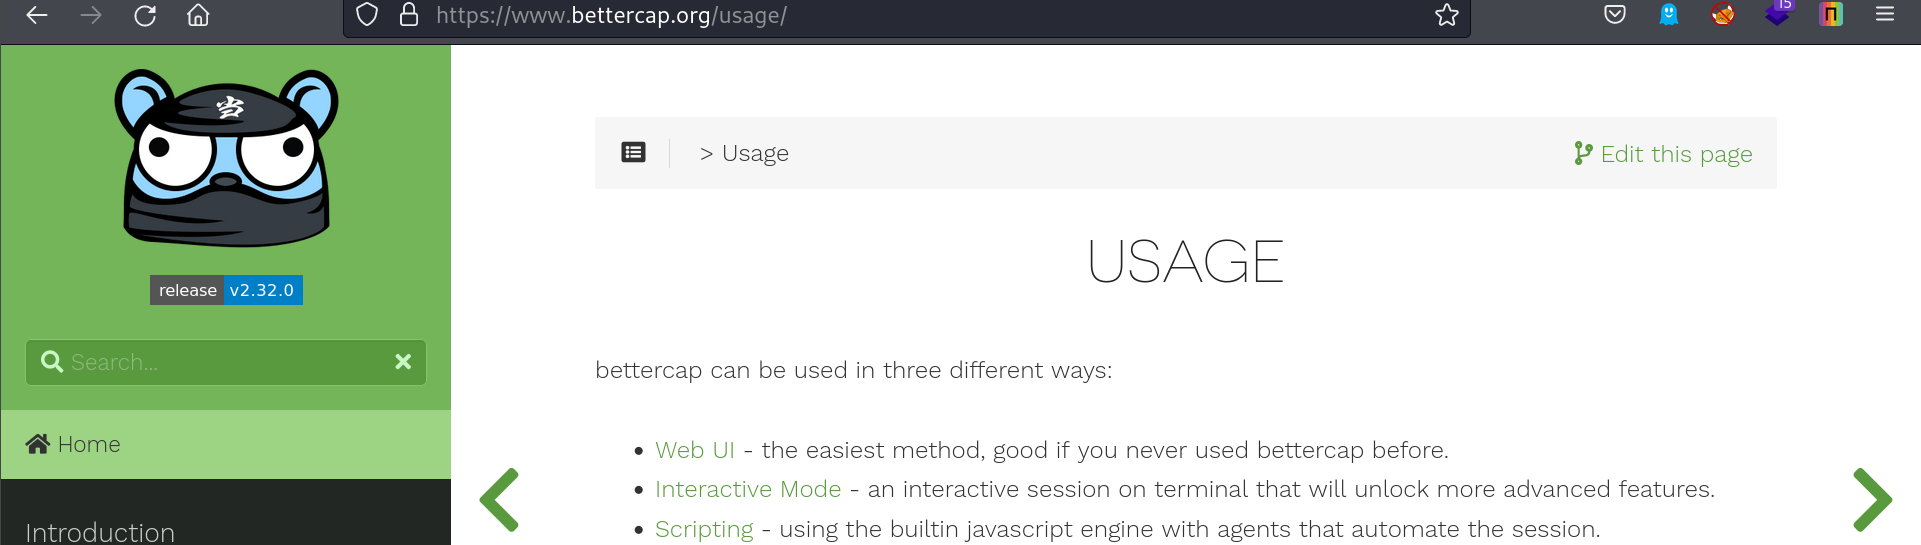 https://www.bettercap.org/usage/
15
release v2.32.0
Search...
Home
Introduction
> Usage
Edit this page
USAGE
bettercap can be used in three different ways:
• Web UI - the easiest method, good if you never used bettercap before.
• Interactive Mode - an interactive session on terminal that will unlock more advanced features.
• Scripting - using the builtin javascript engine with agents that automate the session.